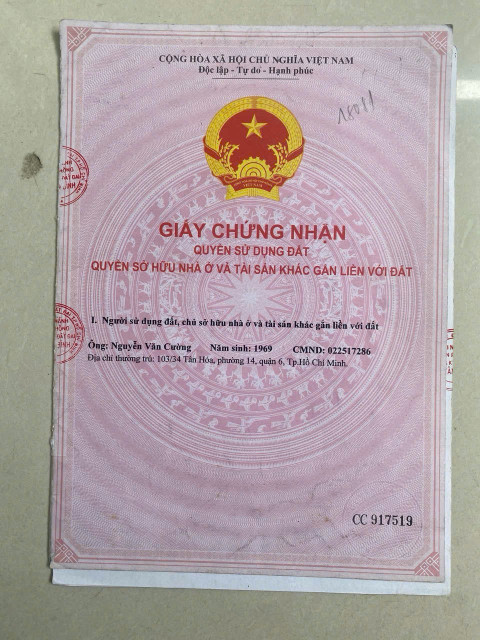 CỘNG HÒA XÃ HỘI CHỦ NGHĨA VIỆT NAM
Độc lập - Tự do - Hạnh phúc
VIỆT NAM
GIẤY CHỨNG NHẬN
QUYỀN SỬ DỤNG ĐẤT
QUYỀN SỞ HỮU NHÀ Ở VÀ TÀI SẢN KHÁC GẮN LIỀN VỚI ĐẤT
I. Người sử dụng đất, chủ sở hữu nhà ở và tài sản khác gắn liền với đất
Ông: Nguyễn Văn Cường Năm sinh: 1969 CMND: 022517286
Địa chỉ thường trú: 103/34 Tân Hóa, phường 14, quận 6, Tp.Hồ Chí Minh.
CC 917519